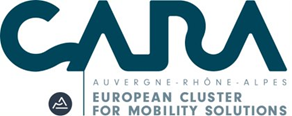 CARA
AUVERGNE-RHÔNE-ALPES
EUROPEAN CLUSTER
FOR MOBILITY SOLUTIONS